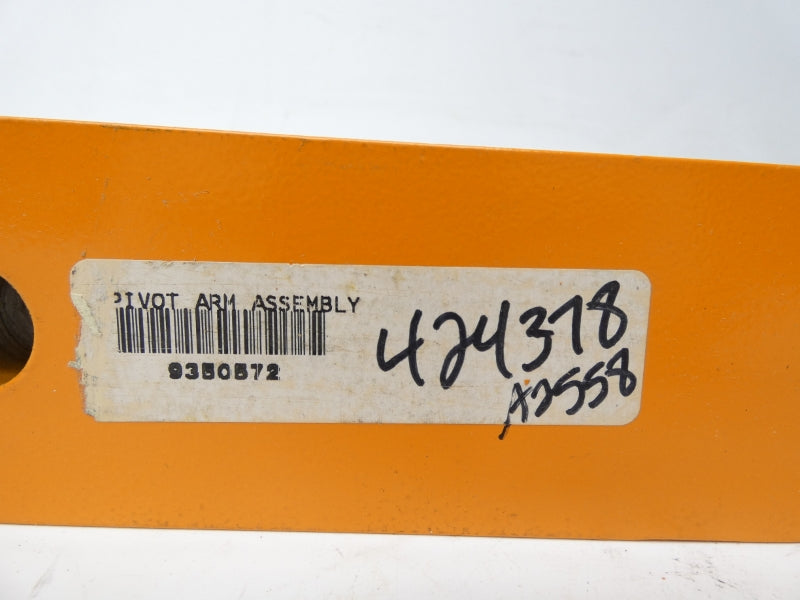 PIVOT ARM ASSEMBLY
9350572
424378
A2558